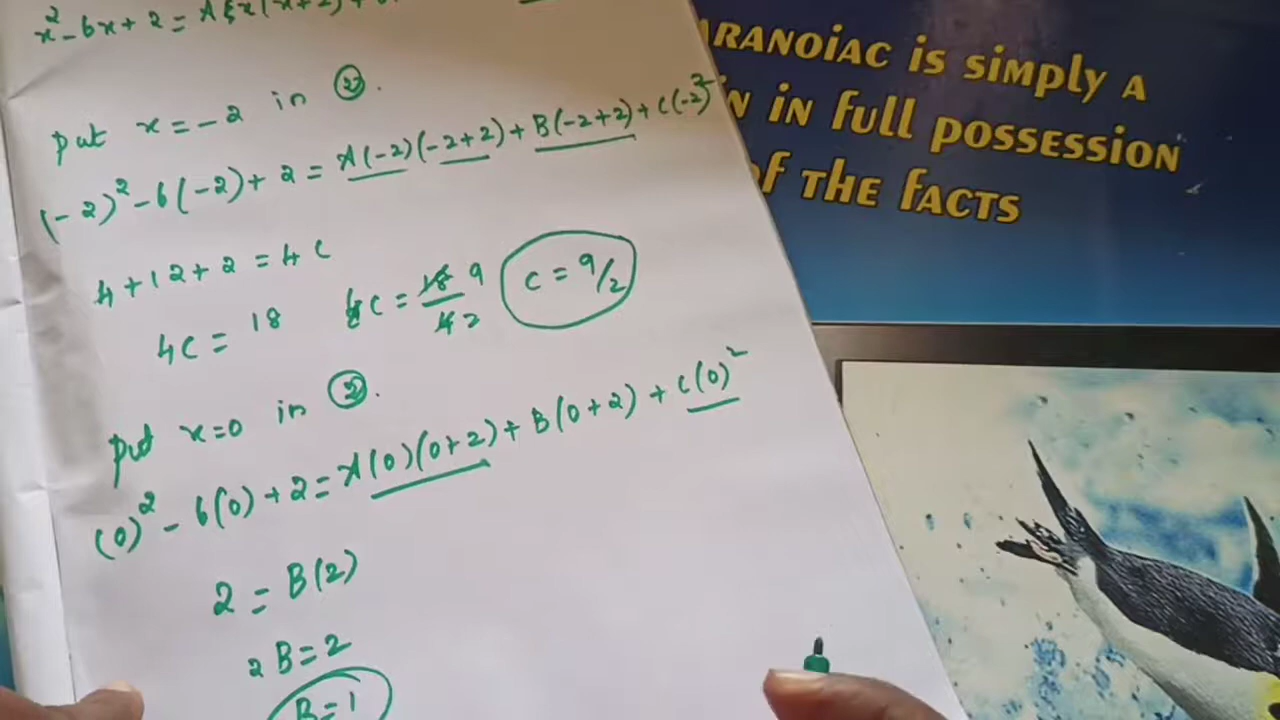 x² - 6x + 2 = A {x(x+2)
put x = -2 in ②.
(-2)² - 6(-2) + 2 = A(-2)(-2+2) + B(-2+2) + C(-2)²
4 + 12 + 2 = 4C
4C = 18 4C = 18 9 / 4 2 C = 9/2
put x=0 in ②.
(0)² - 6(0) + 2 = A(0)(0+2) + B(0+2) + C(0)²
2 = B(2)
2B = 2
B = 1
RANOiAC is simply A
N IN full possession
of THE fACTS